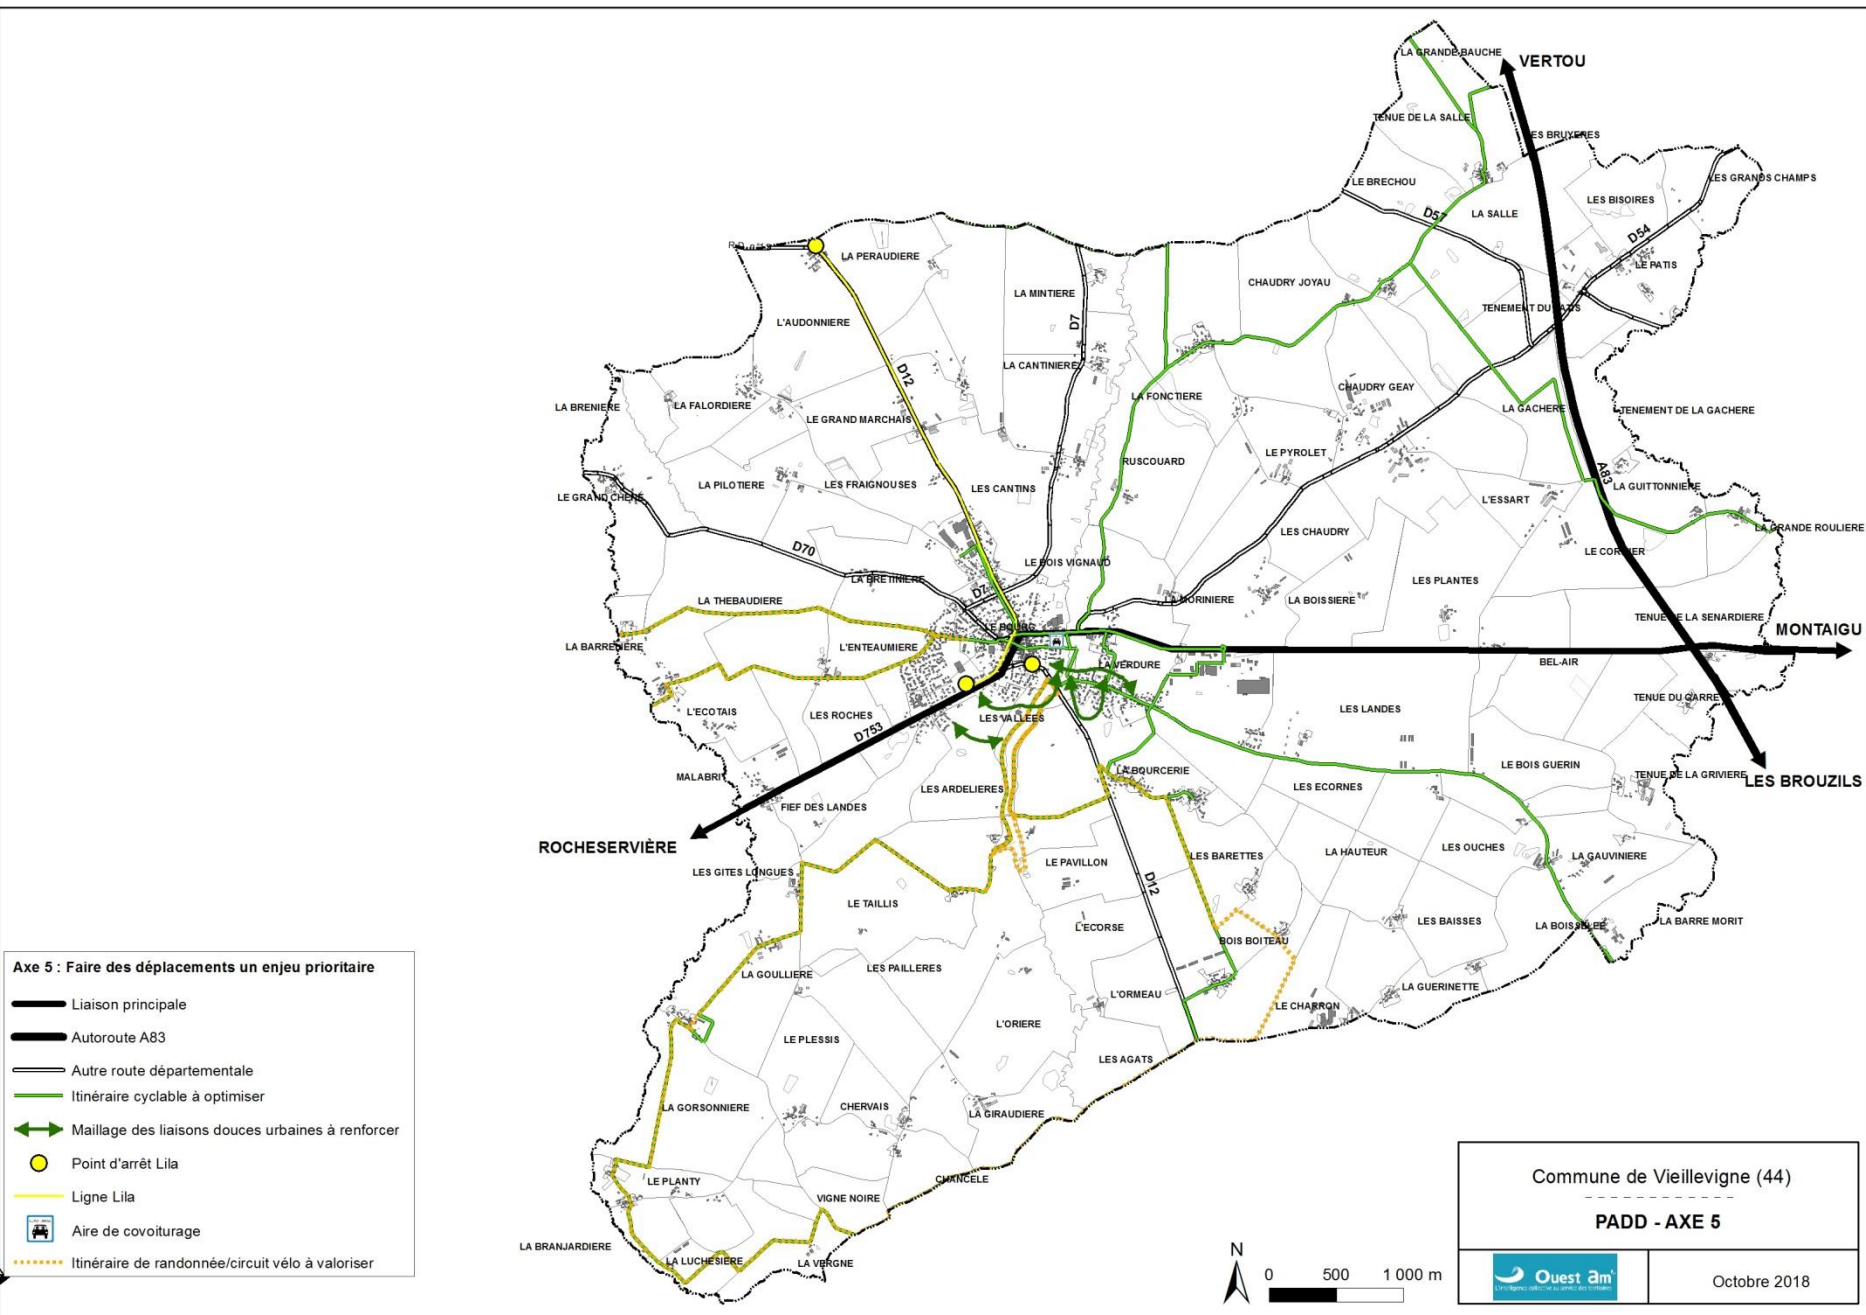 LA GRANDE BAUCHE
VERTOU
TENUE DE LA SALLE
LES BRUYERES
LE BRECHOU
LES GRANDS CHAMPS
LES BISOIRES
D57
LA SALLE
D54
LA PERAUDIERE
LE PATIS
CHAUDRY JOYAU
LA MINTIERE
TENEMENT DU PATIS
L'AUDONNIERE
D7
LA CANTINIERE
D12
CHAUDRY GEAY
LA FONCTIERE
LA BRENIERE
LA FALORDIERE
LA GACHERE
TENEMENT DE LA GACHERE
LE GRAND MARCHAIS
LE PYROLET
RUSCOUARD
A83
LA PILOTIERE
LES FRAIGNOUSES
LES CANTINS
LA GUITTONNIERE
LE GRAND CHENE
L'ESSART
LA GRANDE ROULIERE
LES CHAUDRY
D70
LE CORMIER
LE BOIS VIGNAUD
LA BRETINIERE
LES PLANTES
D7
LA THEBAUDIERE
LA MORINIERE
LA BOISSIERE
TENUE DE LA SENARDIERE
LE BOURG
MONTAIGU
LA BARRETIERE
L'ENTEAUMIERE
LA VERDURE
BEL-AIR
TENUE DU CARRE
L'ECOTAIS
LES ROCHES
LES VALLEES
LES LANDES
D753
LE BOIS GUERIN
MALABRI
LA BOURCERIE
TENUE DE LA GRIVIERE
LES BROUZILS
LES ARDELIERES
LES ECORNES
FIEF DES LANDES
ROCHESERVIÈRE
LES OUCHES
LA HAUTEUR
LES BARETTES
LA GAUVINIERE
LE PAVILLON
LES GITES LONGUES
D12
LE TAILLIS
L'ECORSE
LES BAISSES
LA BARRE MORIT
LA BOISSELEE
BOIS BOITEAU
LES PAILLERES
LA GOULLIERE
LA GUERINETTE
L'ORMEAU
LE CHARRON
L'ORIERE
LE PLESSIS
LES AGATS
LA GORSONNIERE
CHERVAIS
LA GIRAUDIERE
LE PLANTY
CHANCELE
VIGNE NOIRE
LA BRANJARDIERE
LA LUCHESIERE
LA VERGNE
Axe 5 : Faire des déplacements un enjeu prioritaire
Liaison principale
Autoroute A83
Autre route départementale
Itinéraire cyclable à optimiser
Maillage des liaisons douces urbaines à renforcer
Point d'arrêt Lila
Ligne Lila
Aire de covoiturage
Itinéraire de randonnée/circuit vélo à valoriser
N
0 500 1 000 m
Commune de Vieillevigne (44)
PADD - AXE 5
Ouest am'
Octobre 2018